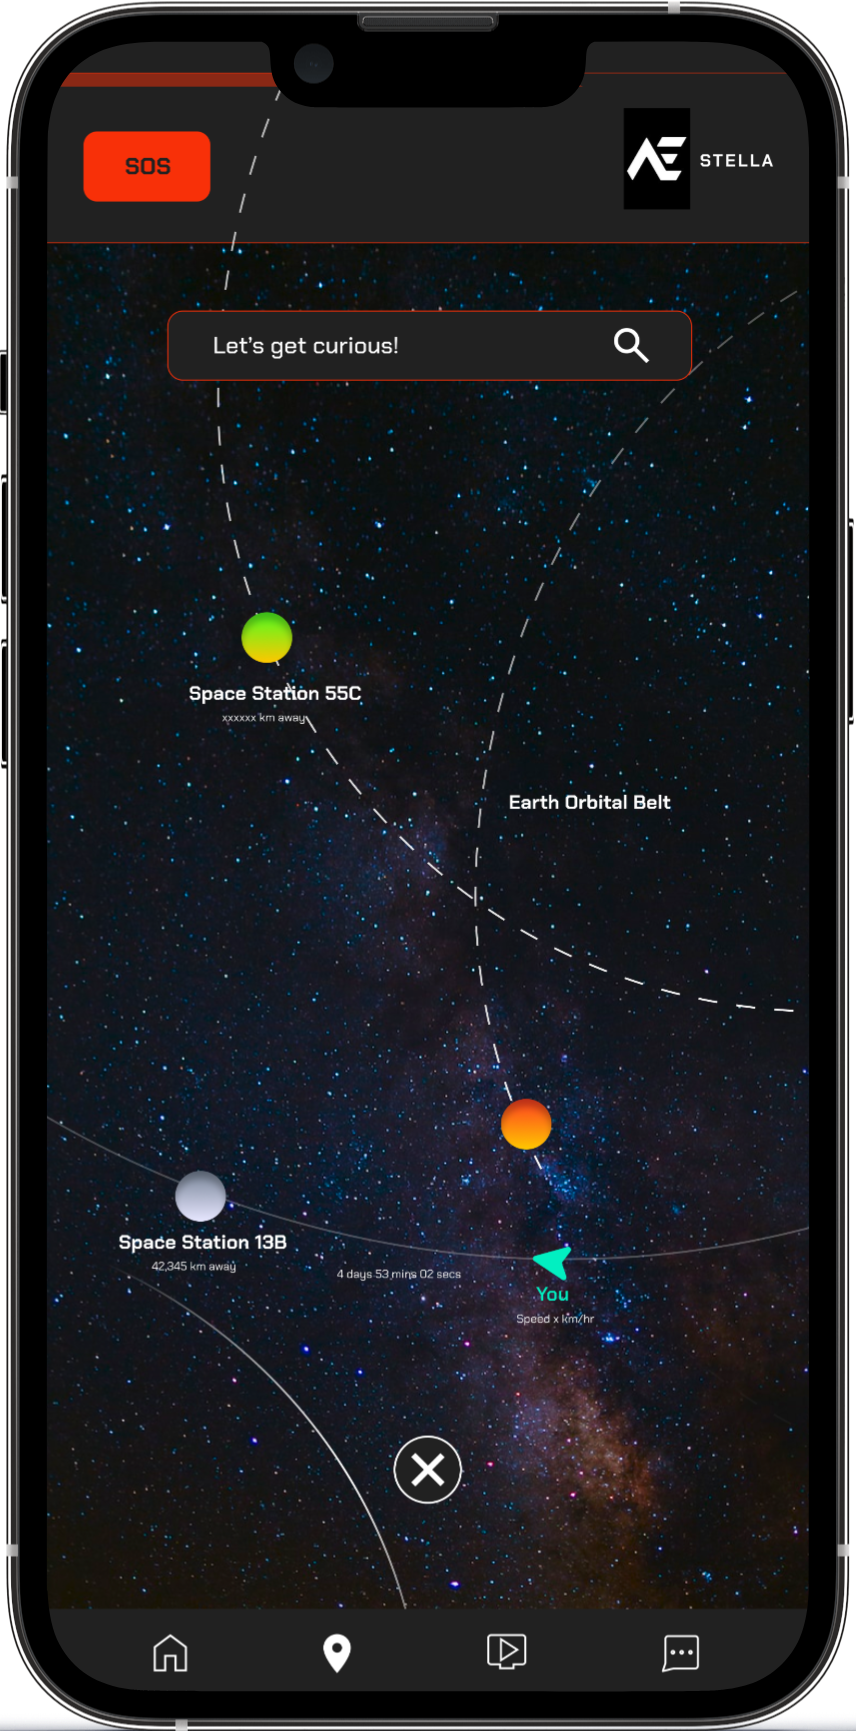 SOS
STELLA
Let's get curious!
Space Station 55C
xxxxxx km away
Earth Orbital Belt
Space Station 13B
42,345 km away
4 days 53 mins 02 secs
You
Speed x km/hr